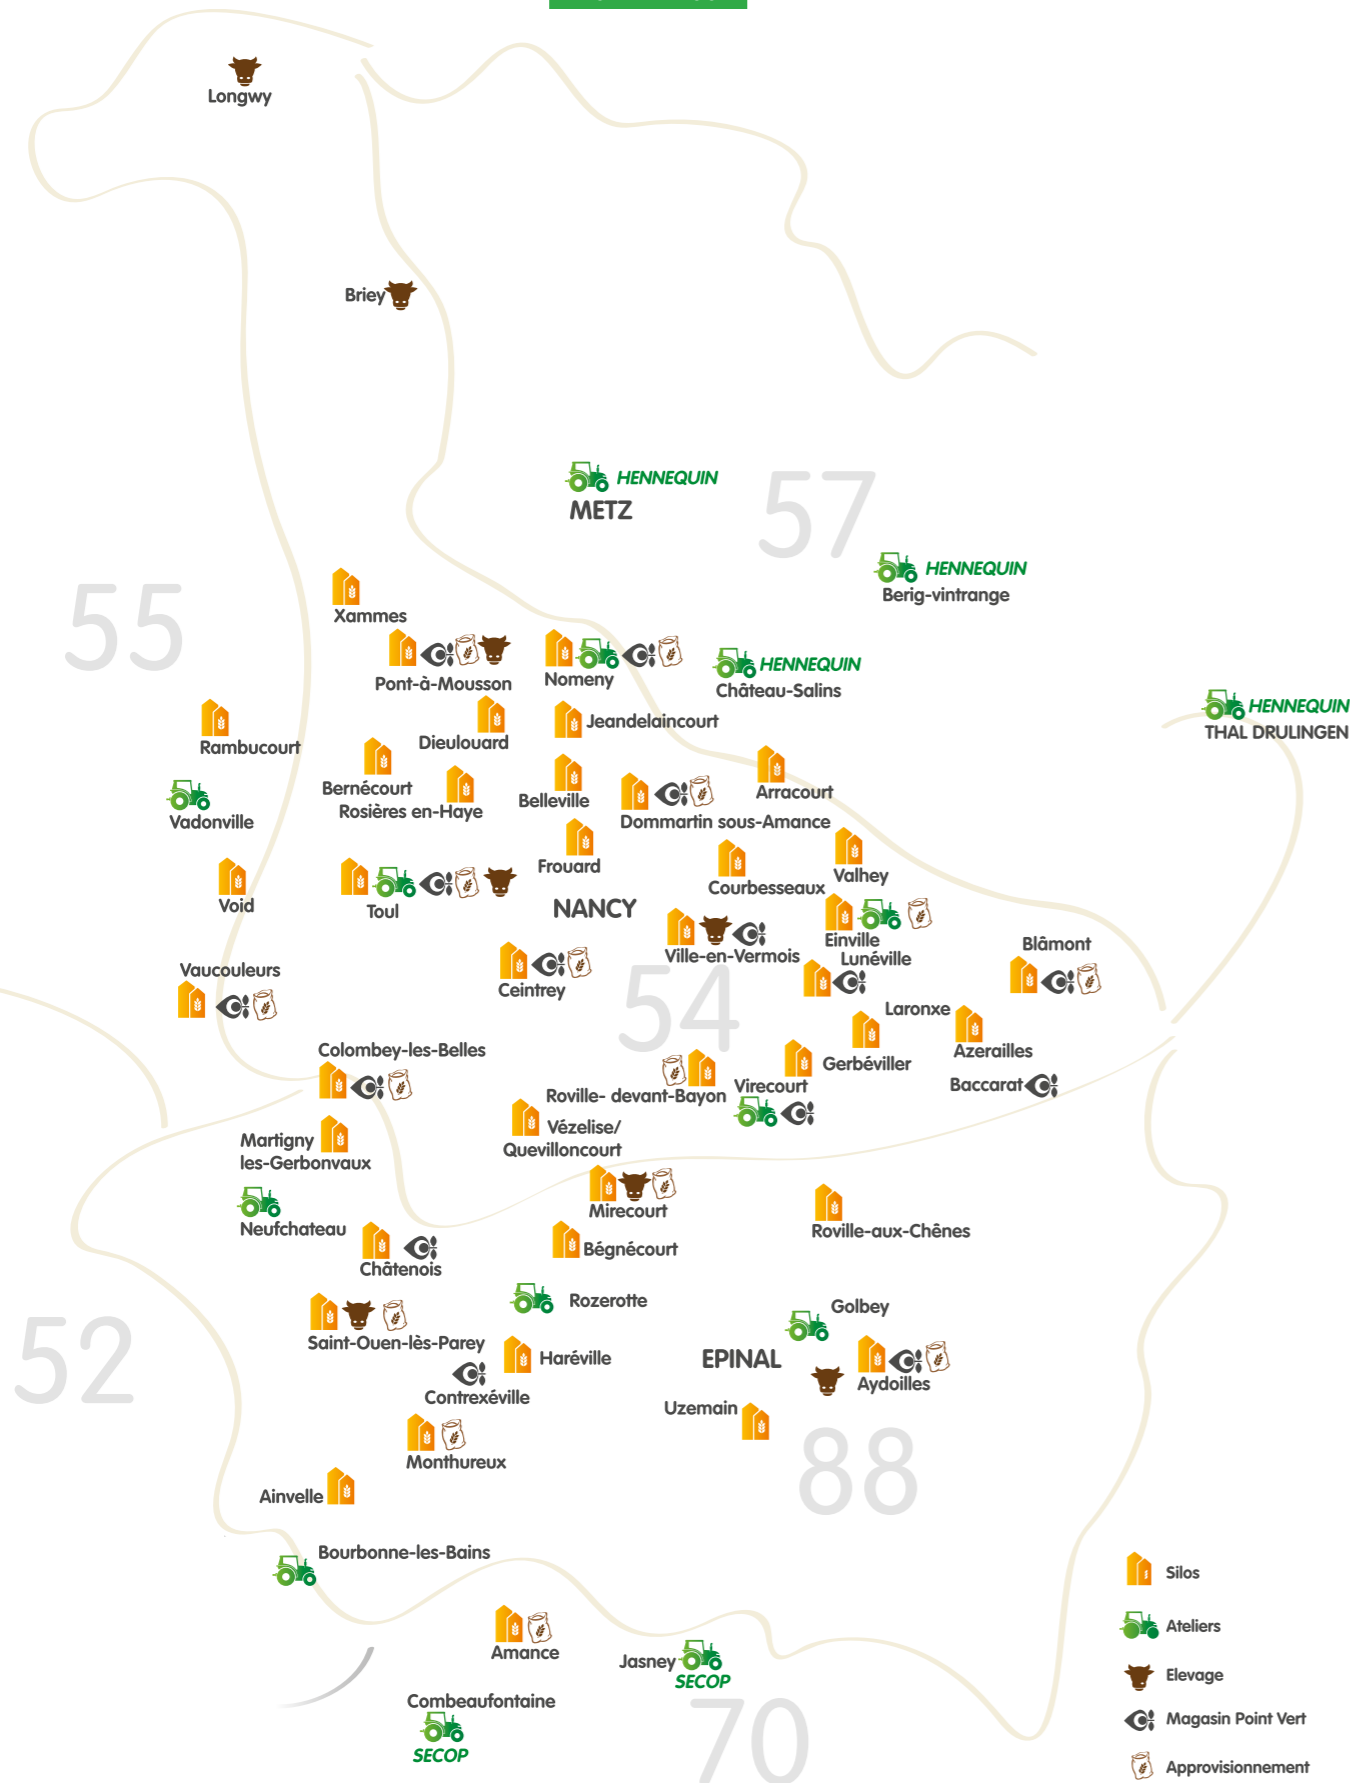 Longwy
Briey
HENNEQUIN
METZ
57
HENNEQUIN
Berig-vintrange
55
Xammes
Pont-à-Mousson
Nomeny
HENNEQUIN
Château-Salins
HENNEQUIN
THAL DRULINGEN
Rambucourt
Dieulouard
Jeandelaincourt
Bernécourt
Rosières en-Haye
Belleville
Arracourt
Vadonville
Dommartin sous-Amance
Frouard
Courbesseaux
Valhey
Void
Toul
NANCY
Einville
Ville-en-Vermois
Lunéville
Blâmont
Vaucouleurs
Ceintrey
54
Laronxe
Azerailles
Gerbéviller
Colombey-les-Belles
Baccarat
Virecourt
Roville- devant-Bayon
Vézelise/
Quevilloncourt
Martigny
les-Gerbonvaux
Mirecourt
Neufchateau
Roville-aux-Chênes
Bégnécourt
Châtenois
Rozerotte
Golbey
52
Saint-Ouen-lès-Parey
Haréville
EPINAL
Aydoilles
Contrexéville
Uzemain
Monthureux
88
Ainvelle
Bourbonne-les-Bains
Amance
Jasney
SECOP
Combeaufontaine
SECOP
70
Silos
Ateliers
Elevage
Magasin Point Vert
Approvisionnement